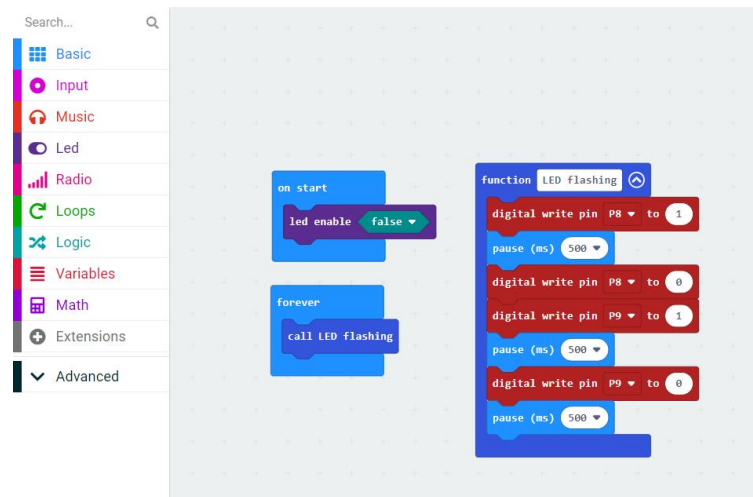 Search...
Basic
Input
Music
Led
Radio
Loops
Logic
Variables
Math
Extensions
Advanced
on start
led enable false
forever
call LED flashing
function LED flashing
digital write pin P8 to 1
pause (ms) 500
digital write pin P8 to 0
digital write pin P9 to 1
pause (ms) 500
digital write pin P9 to 0
pause (ms) 500